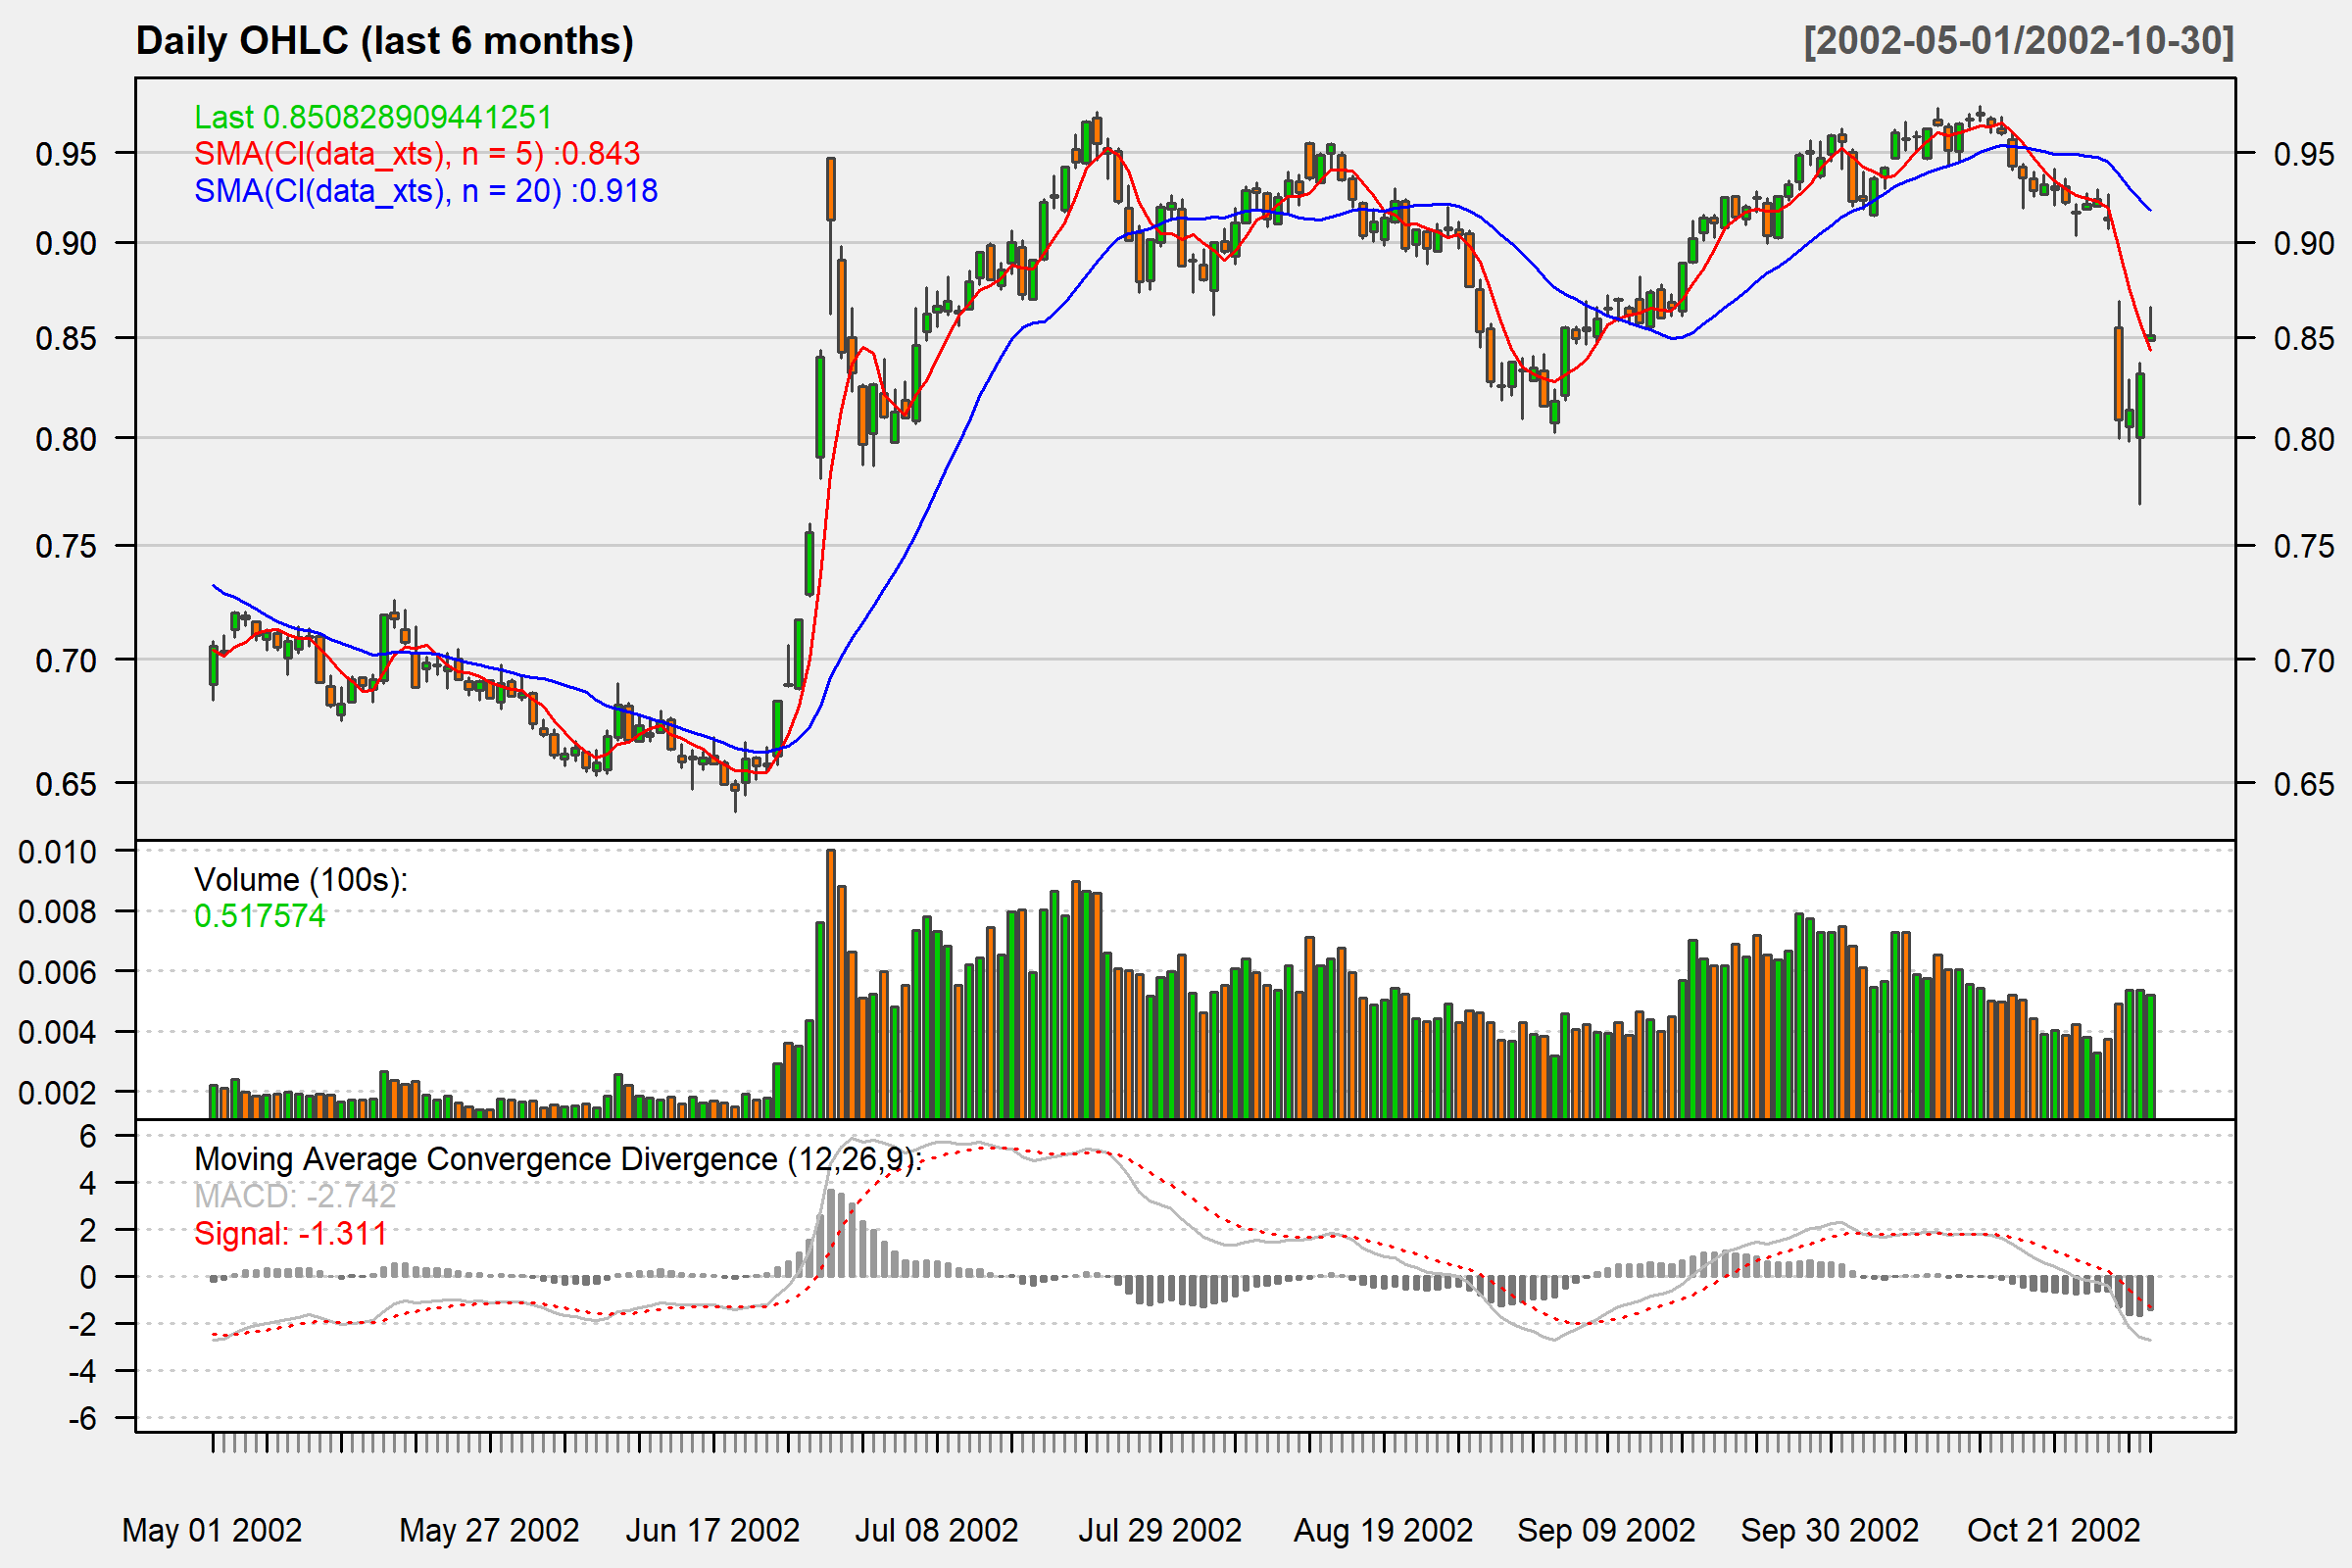 Daily OHLC (last 6 months)
[2002-05-01/2002-10-30]
Last 0.850828909441251
SMA(Cl(data_xts), n = 5) :0.843
SMA(Cl(data_xts), n = 20) :0.918
0.95 0.95
0.90 0.90
0.85 0.85
0.80 0.80
0.75 0.75
0.70 0.70
0.65 0.65
Volume (100s):
0.517574
0.010
0.008
0.006
0.004
0.002
Moving Average Convergence Divergence (12,26,9):
MACD: -2.742
Signal: -1.311
6
4
2
0
-2
-4
-6
May 01 2002 May 27 2002 Jun 17 2002 Jul 08 2002 Jul 29 2002 Aug 19 2002 Sep 09 2002 Sep 30 2002 Oct 21 2002